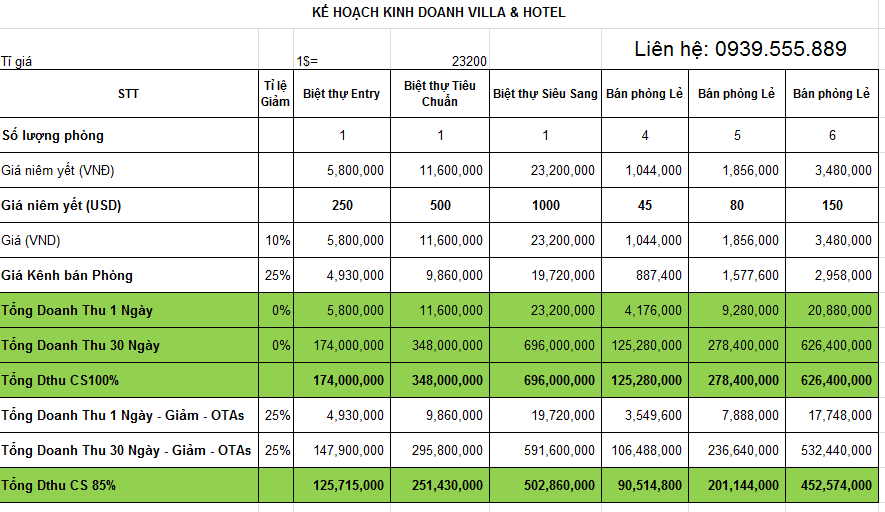 KẾ HOẠCH KINH DOANH VILLA & HOTEL
Liên hệ: 0939.555.889
Tỉ giá 1$= 23200
STT Tỉ lệ Giảm Biệt thự Entry Biệt thự Tiêu Chuẩn Biệt thự Siêu Sang Bán phòng Lẻ Bán phòng Lẻ Bán phòng Lẻ
Số lượng phòng 1 1 1 4 5 6
Giá niêm yết (VNĐ) 5,800,000 11,600,000 23,200,000 1,044,000 1,856,000 3,480,000
Giá niêm yết (USD) 250 500 1000 45 80 150
Giá (VND) 10% 5,800,000 11,600,000 23,200,000 1,044,000 1,856,000 3,480,000
Giá Kênh bán Phòng 25% 4,930,000 9,860,000 19,720,000 887,400 1,577,600 2,958,000
Tổng Doanh Thu 1 Ngày 0% 5,800,000 11,600,000 23,200,000 4,176,000 9,280,000 20,880,000
Tổng Doanh Thu 30 Ngày 0% 174,000,000 348,000,000 696,000,000 125,280,000 278,400,000 626,400,000
Tổng Dthu CS100% 174,000,000 348,000,000 696,000,000 125,280,000 278,400,000 626,400,000
Tổng Doanh Thu 1 Ngày - Giảm - OTAs 25% 4,930,000 9,860,000 19,720,000 3,549,600 7,888,000 17,748,000
Tổng Doanh Thu 30 Ngày - Giảm - OTAs 25% 147,900,000 295,800,000 591,600,000 106,488,000 236,640,000 532,440,000
Tổng Dthu CS 85% 125,715,000 251,430,000 502,860,000 90,514,800 201,144,000 452,574,000